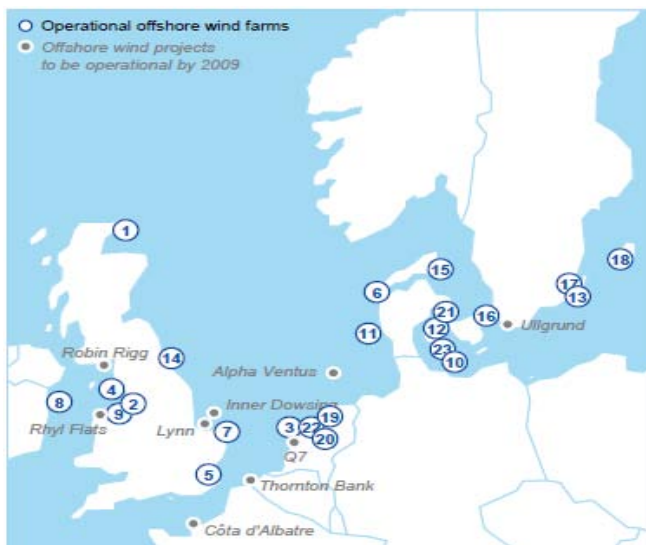 Operational offshore wind farms
Offshore wind projects
to be operational by 2009
1
18
15
17
6
13
21
16
11
12
Ullgrund
23
14
10
Robin Rigg
Alpha Ventus
4
8
2
9
Inner Dowsing
19
Rhyl Flats
Lynn
7
3
22
20
Q7
5
Thornton Bank
Côta d'Albatre